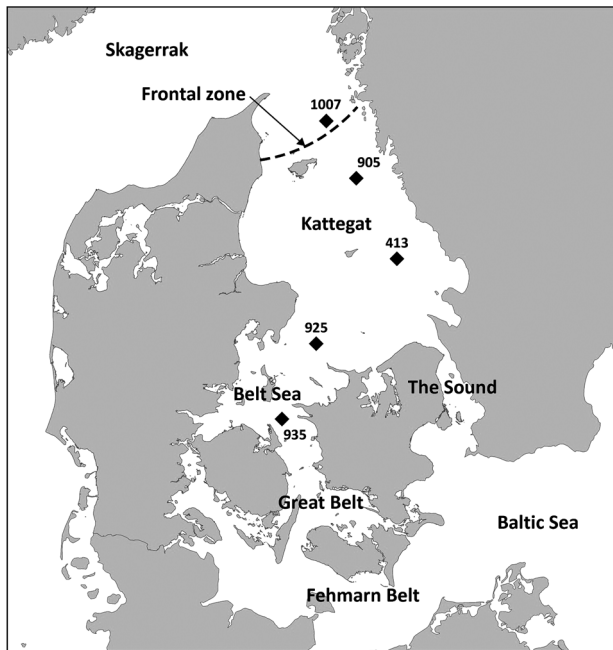 Skagerrak
Frontal zone
1007
905
Kattegat
413
925
Belt Sea
The Sound
935
Great Belt
Baltic Sea
Fehmarn Belt